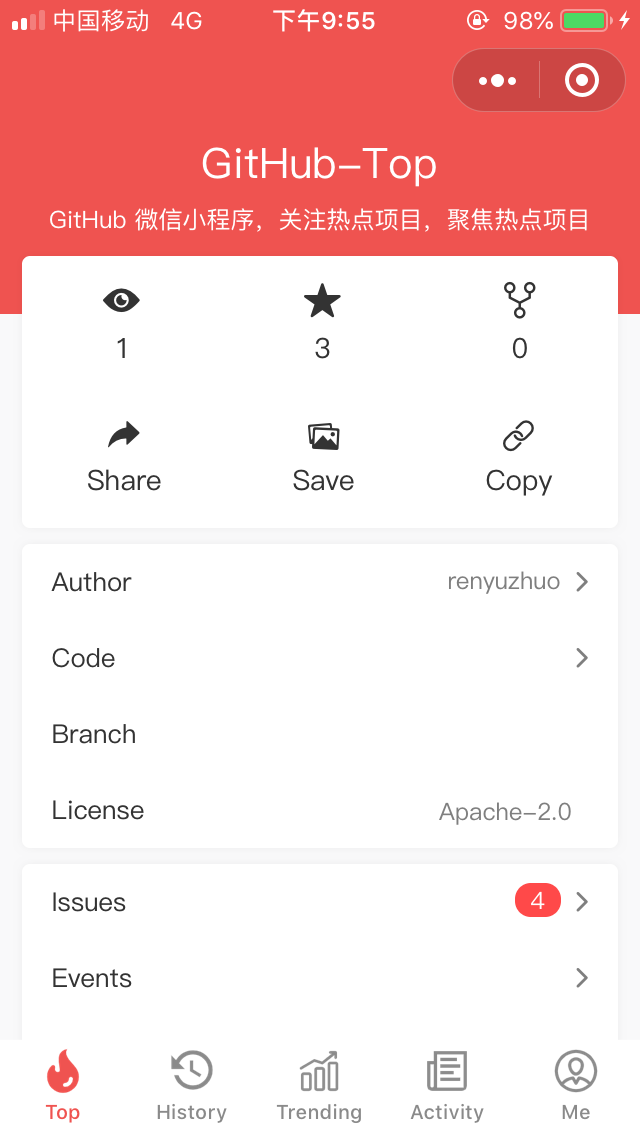 中国移动 4G 下午9:55 98%
GitHub-Top
GitHub 微信小程序，关注热点项目，聚焦热点项目
1 3 0
Share Save Copy
Author renyuzhuo
Code
Branch
License Apache-2.0
Issues 4
Events
Top History Trending Activity Me